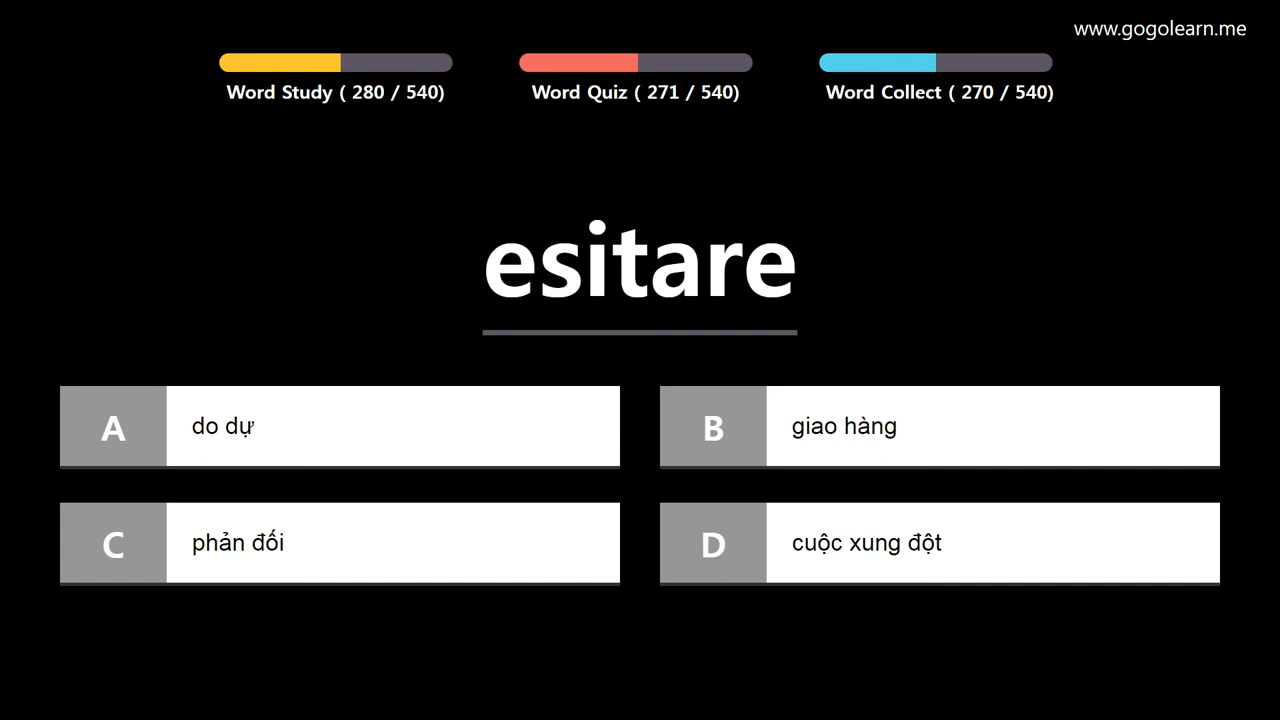 www.gogolearn.me
Word Study ( 280 / 540)
Word Quiz ( 271 / 540)
Word Collect ( 270 / 540)
esitare
A do dự
B giao hàng
C phản đối
D cuộc xung đột